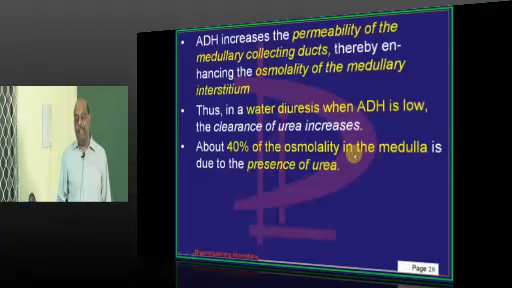 • ADH increases the permeability of the
medullary collecting ducts, thereby en-
hancing the osmolality of the medullary
interstitium
• Thus, in a water diuresis when ADH is low,
the clearance of urea increases.
• About 40% of the osmolality in the medulla is
due to the presence of urea.
Page 29